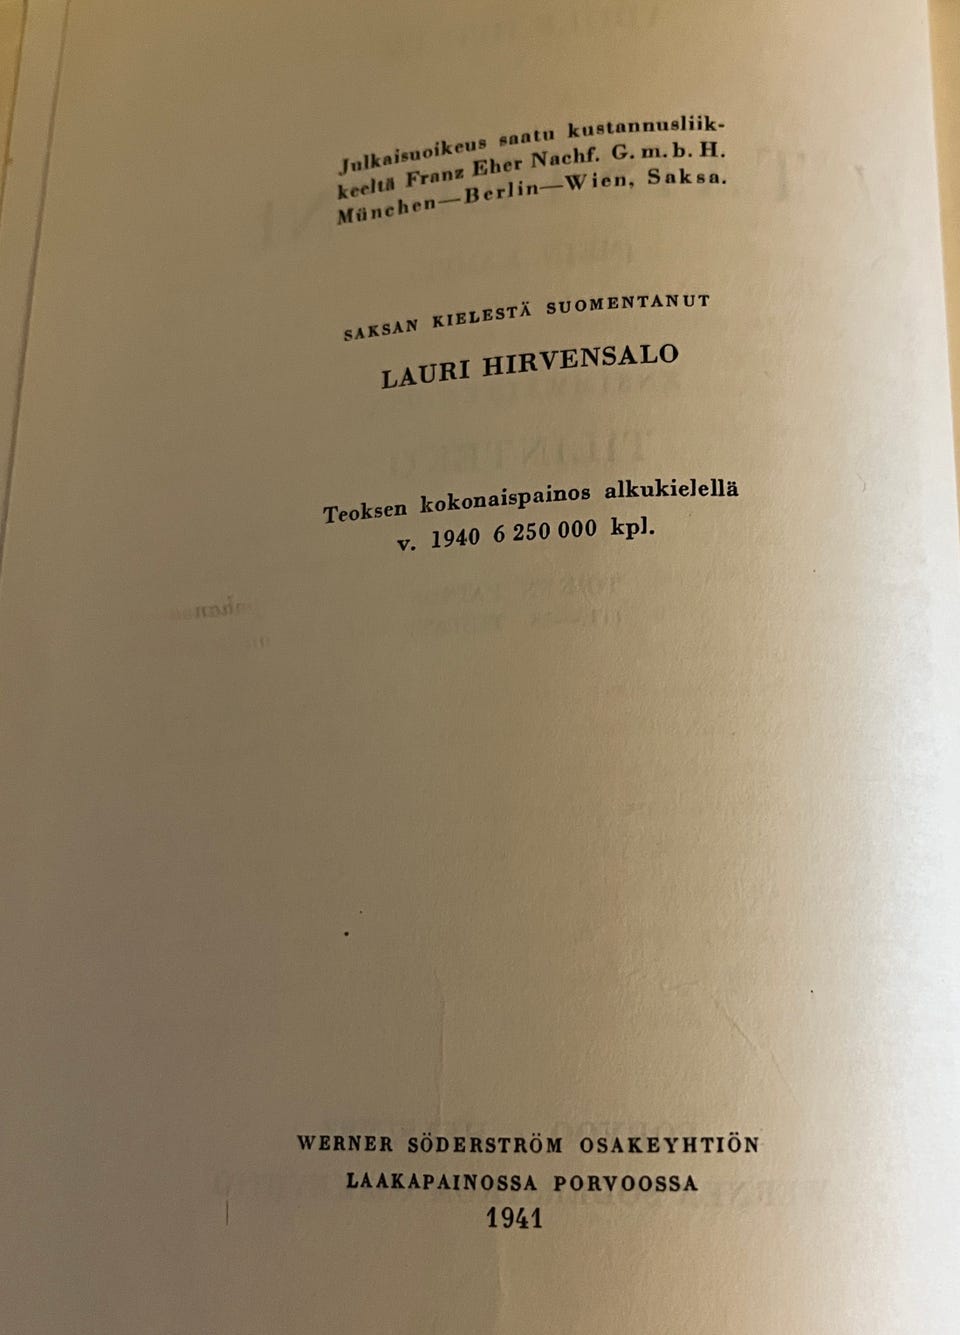 Julkaisuoikeus saatu kustannusliik-
keeltä Franz Eher Nachf. G. m. b. H.
München—Berlin—Wien, Saksa.
SAKSAN KIELESTÄ SUOMENTANUT
LAURI HIRVENSALO
Teoksen kokonaispainos alkukielellä
v. 1940 6 250 000 kpl.
WERNER SÖDERSTRÖM OSAKEYHTIÖN
LAAKAPAINOSSA PORVOOSSA
1941